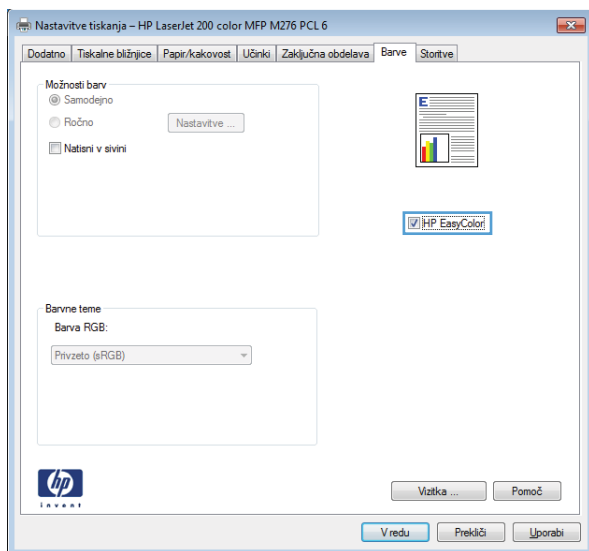 Nastavitve tiskanja – HP LaserJet 200 color MFP M276 PCL 6
Dodatno Tiskalne bližnjice Papir/kakovost Učinki Zaključna obdelava Barve Storitve
Možnosti barv
Samodejno
Ročno Nastavitve ...
Natisni v sivini
E
HP EasyColor
Barvne teme
Barva RGB:
Privzeto (sRGB)
hp
invent
Vizitka ... Pomoč
V redu Prekliči Uporabi